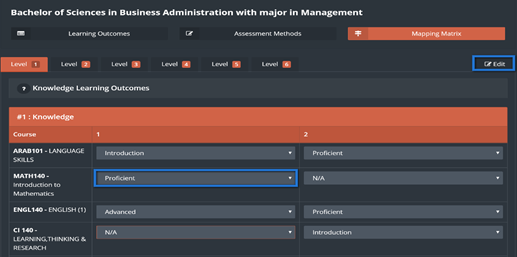 Bachelor of Sciences in Business Administration with major in Management
Learning Outcomes
Assessment Methods
Mapping Matrix
Level 1
Level 2
Level 3
Level 4
Level 5
Level 6
Edit
? Knowledge Learning Outcomes
#1 : Knowledge
Course 1 2
ARAB101 - LANGUAGE
SKILLS
Introduction
Proficient
MATH140 -
Introduction to
Mathematics
Proficient
N/A
ENGL140 - ENGLISH (1)
Advanced
Proficient
CI 140 -
LEARNING,THINKING &
RESEARCH
N/A
Introduction